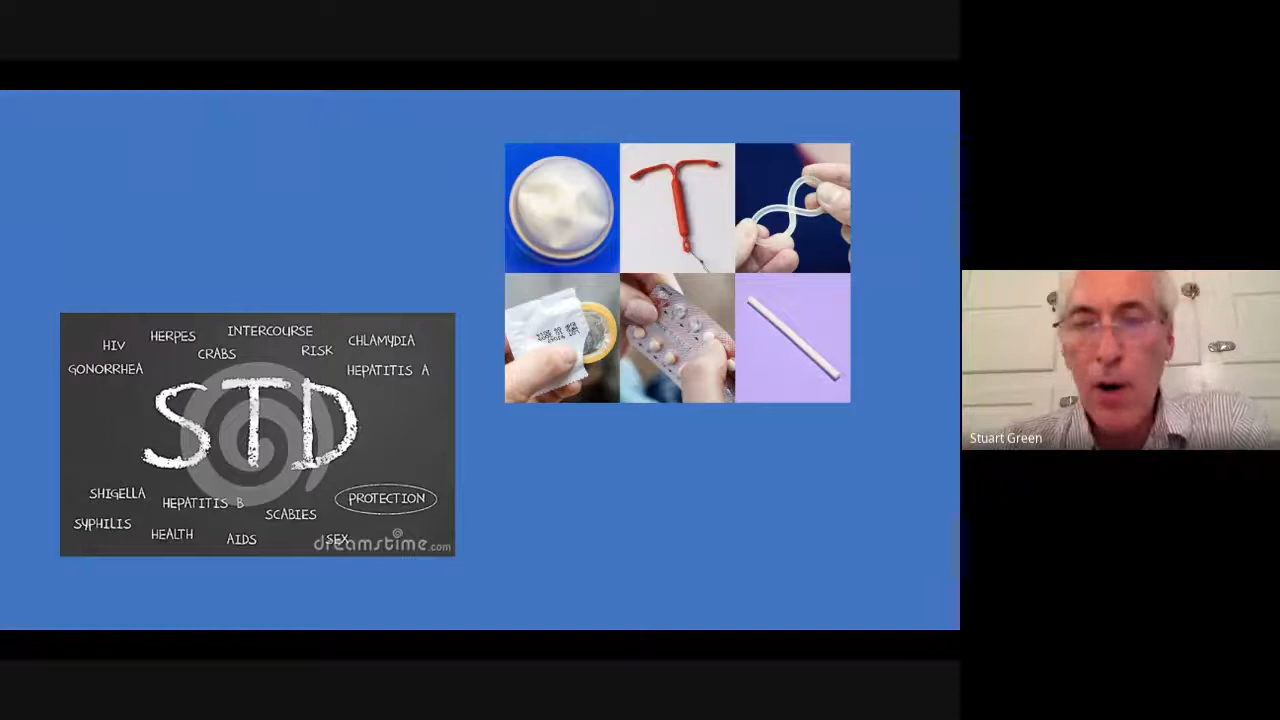 HIV
HERPES
INTERCOURSE
CHLAMYDIA
CRABS
RISK
GONORRHEA
HEPATITIS A
STD
SHIGELLA
HEPATITIS B
PROTECTION
SYPHILIS
SCABIES
HEALTH
AIDS
SEX
dreamstime.com
Stuart Green